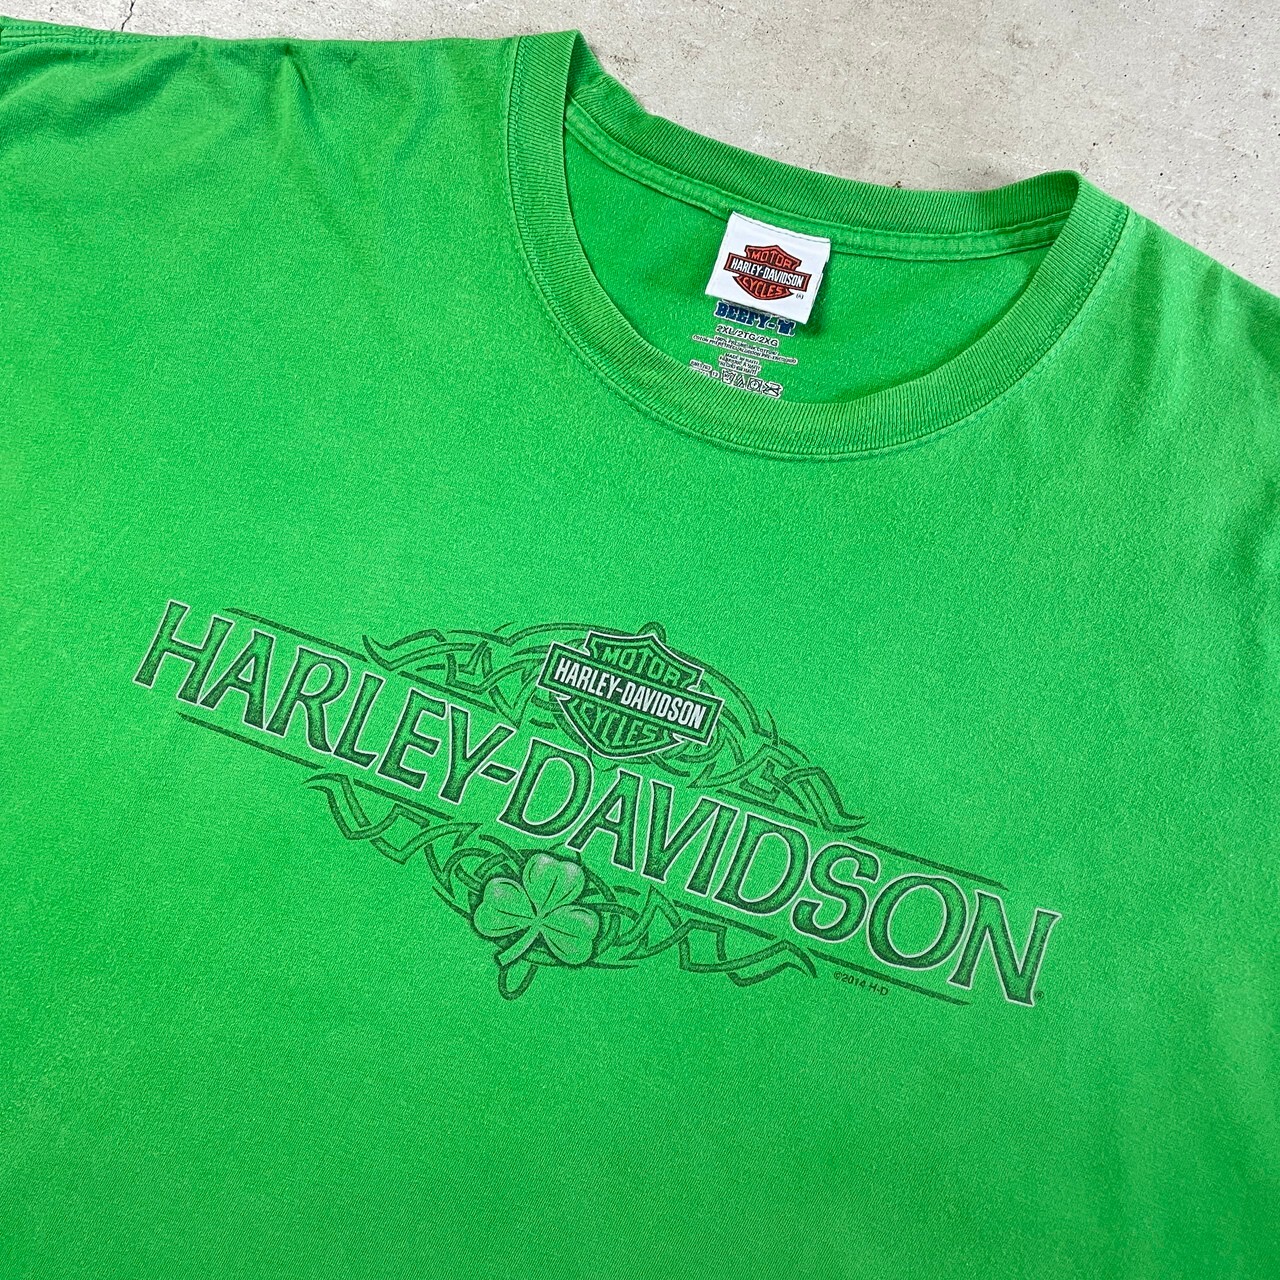 MOTOR
HARLEY-DAVIDSON
CYCLES
BEEFY-T
2XL/2TG/2XG
MOTOR
HARLEY-DAVIDSON
CYCLES
HARLEY-DAVIDSON
©2014 H-D